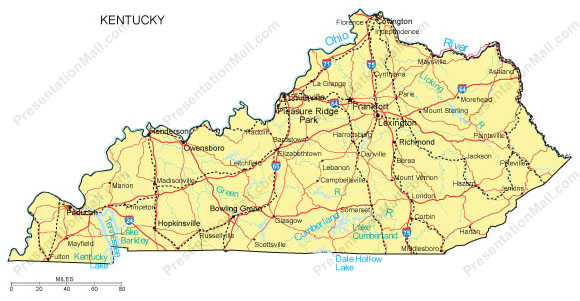 KENTUCKY
Covington
Florence
Independence
Ohio
River
71
75
Maysville
Ashland
Cynthiana
La Grange
Licking
64
Louisville
Paris
Morehead
64
Frankfort
Pleasure Ridge
Park
Mount Sterling
Lexington
R.
Henderson
Radcliff
Harrodsburg
Paintsville
Owensboro
Bardstown
Richmond
Elizabethtown
Danville
Jackson
Pikeville
Leitchfield
Berea
65
Lebanon
Mount Vernon
Madisonville
Campbellsville
Hazard
Marion
Green
R.
London
Jenkins
Princeton
Bowling Green
Somerset
R.
Paducah
Corbin
24
Hopkinsville
Glasgow
Cumberland
Lake
Barkley
Lake
Cumberland
Harlan
Tennessee
Russellville
75
Mayfield
Scottsville
Middlesboro
Fulton
Kentucky
Lake
Dale Hollow
Lake
MILES
0 20 40 60 80
PresentationMall.com